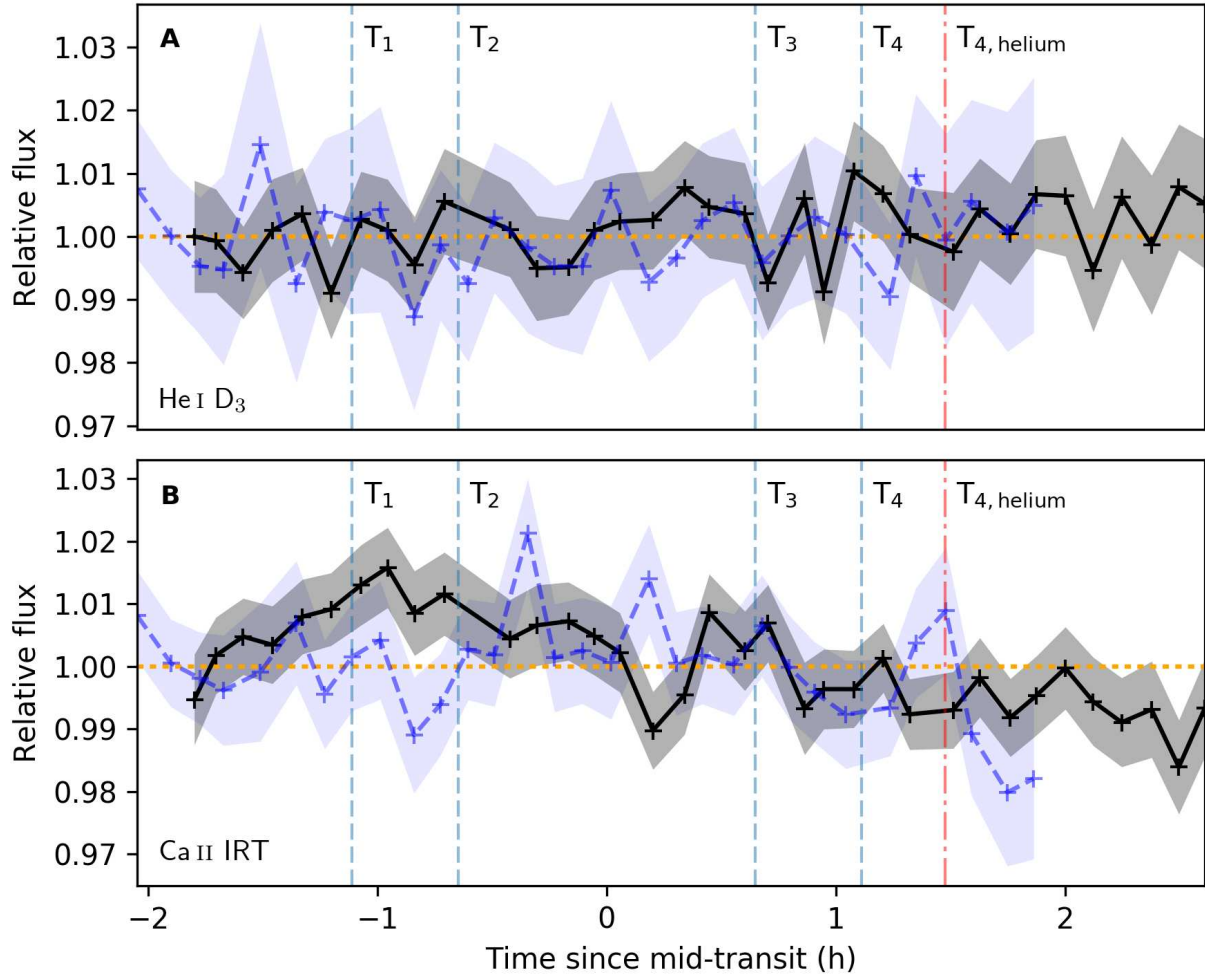 A
T1
T2
T3
T4
T4, helium
1.03
1.02
1.01
1.00
0.99
0.98
0.97
Relative flux
He I D3
B
T1
T2
T3
T4
T4, helium
1.03
1.02
1.01
1.00
0.99
0.98
0.97
Relative flux
Ca II IRT
−2
−1
0
1
2
Time since mid-transit (h)